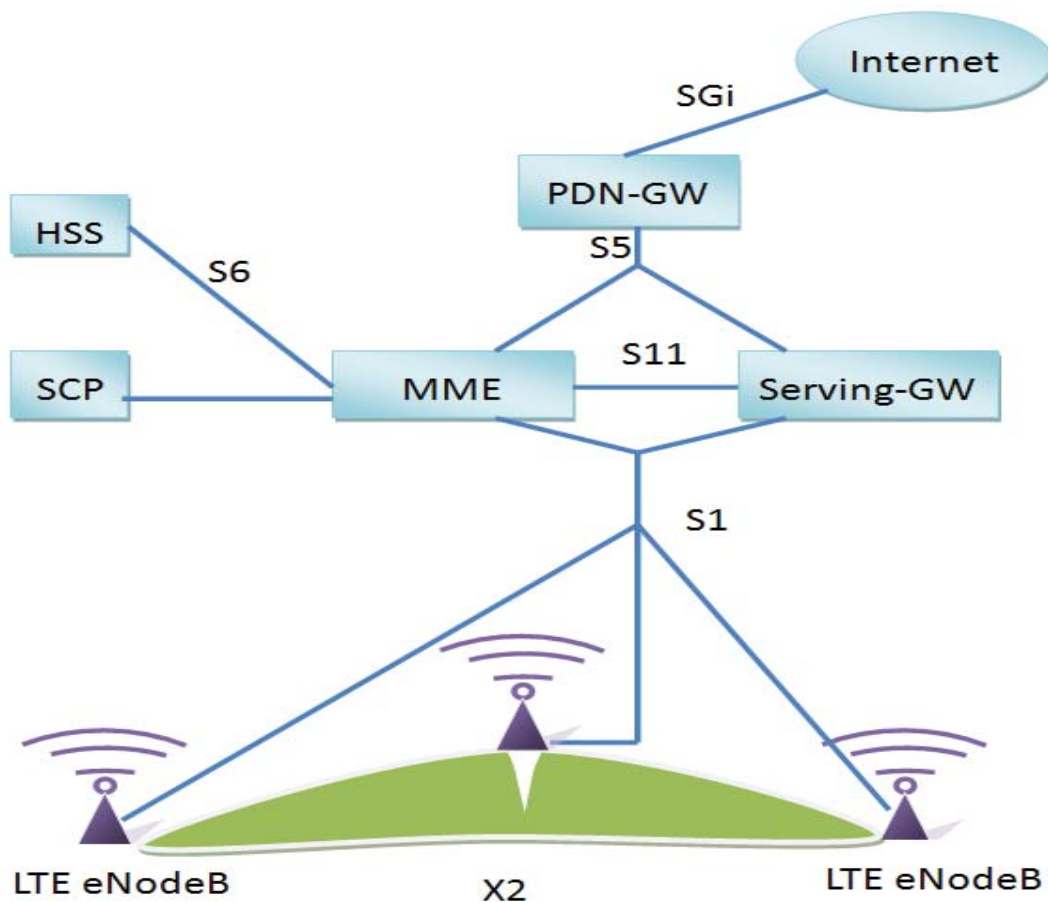 Internet
SGi
PDN-GW
HSS
S5
S6
S11
SCP
MME
Serving-GW
S1
LTE eNodeB
X2
LTE eNodeB